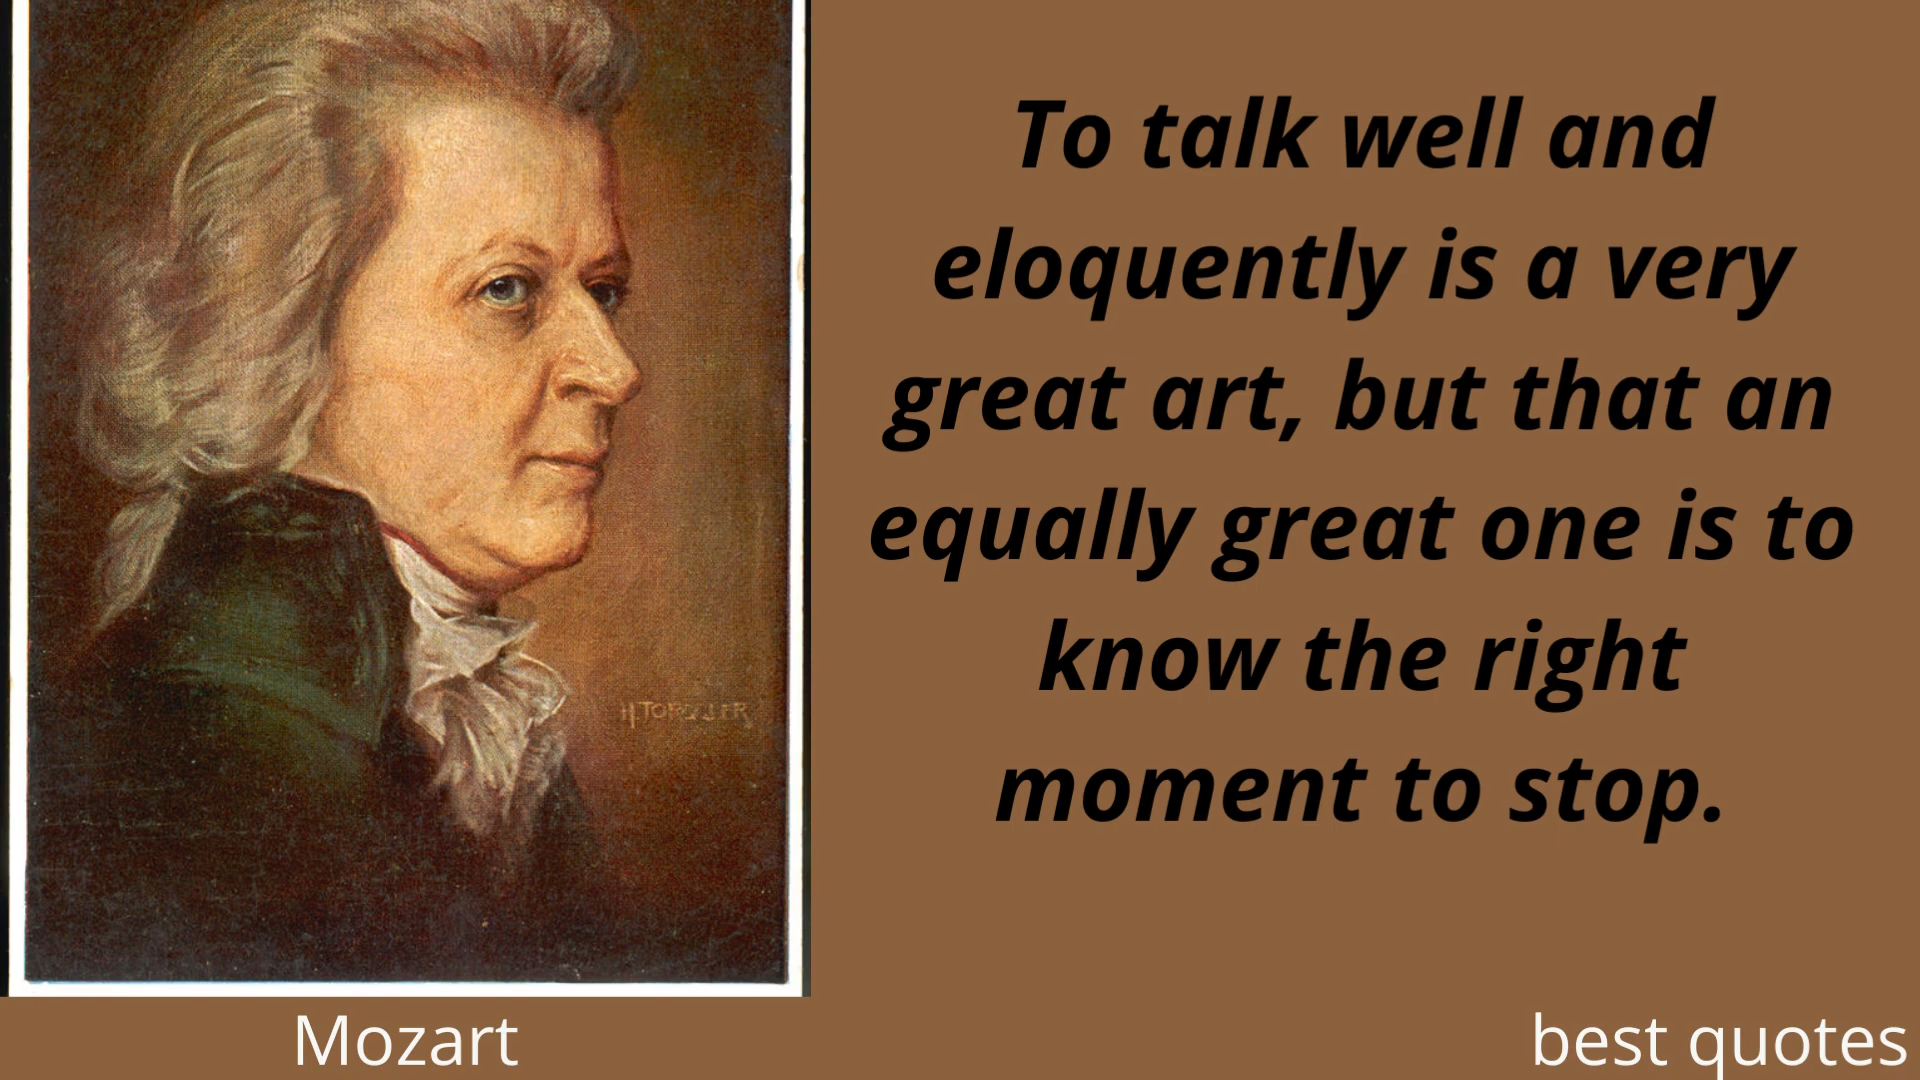 To talk well and
eloquently is a very
great art, but that an
equally great one is to
know the right
moment to stop.
Mozart
best quotes